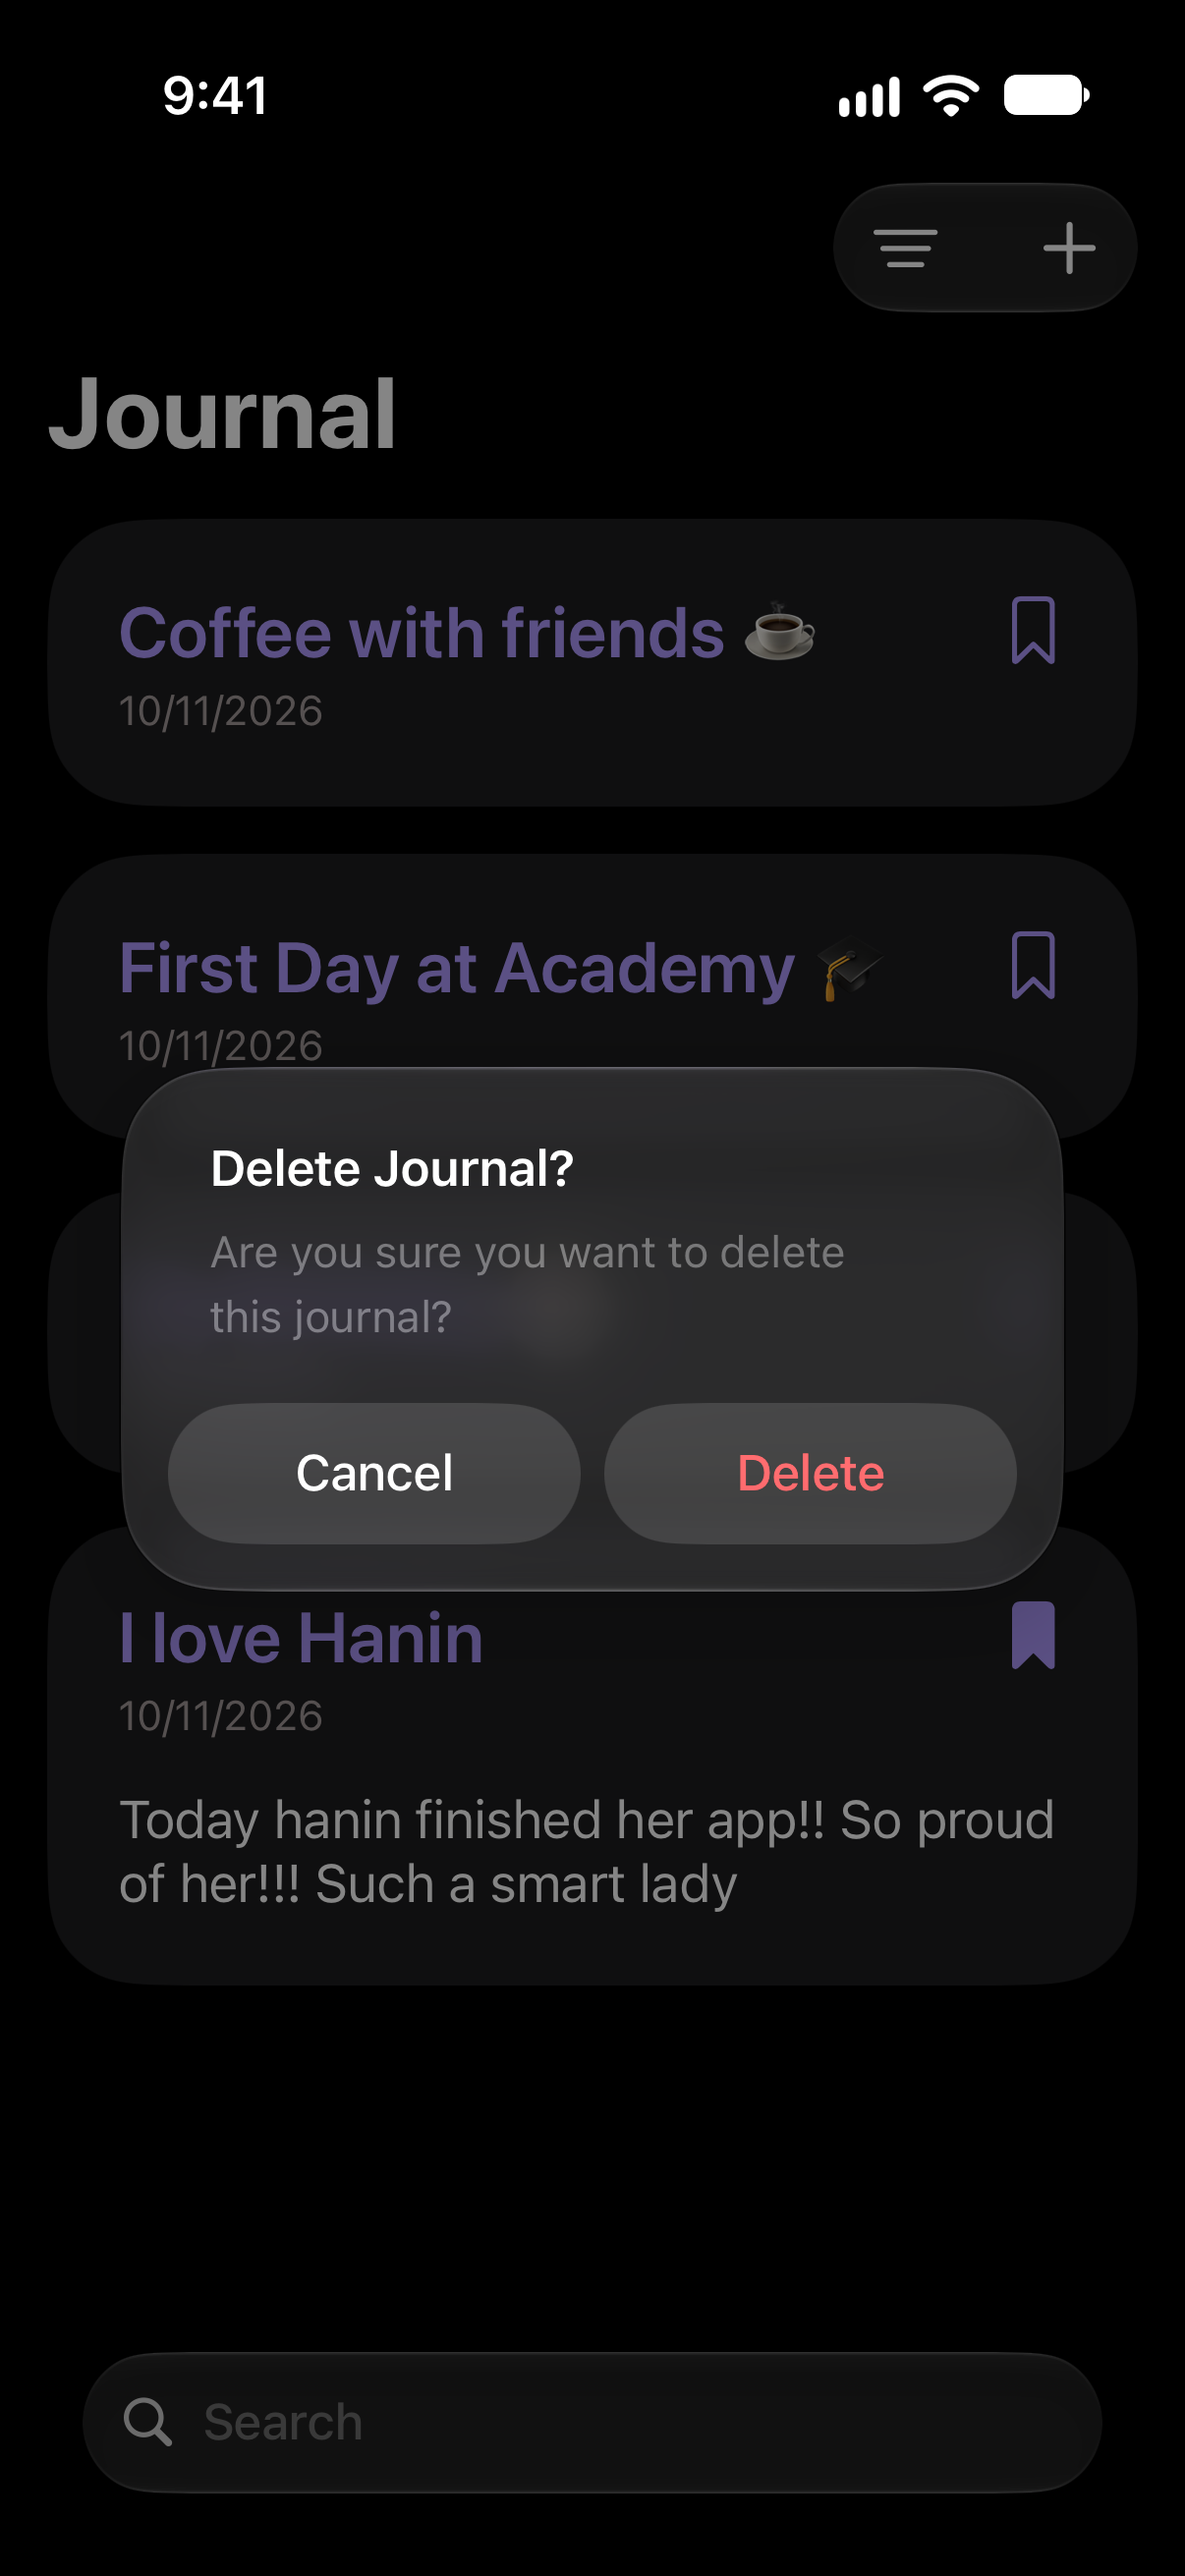 9:41
Journal
Coffee with friends ☕
10/11/2026
First Day at Academy 🎓
10/11/2026
Delete Journal?
Are you sure you want to delete
this journal?
Cancel
Delete
I love Hanin
10/11/2026
Today hanin finished her app!! So proud
of her!!! Such a smart lady
Search